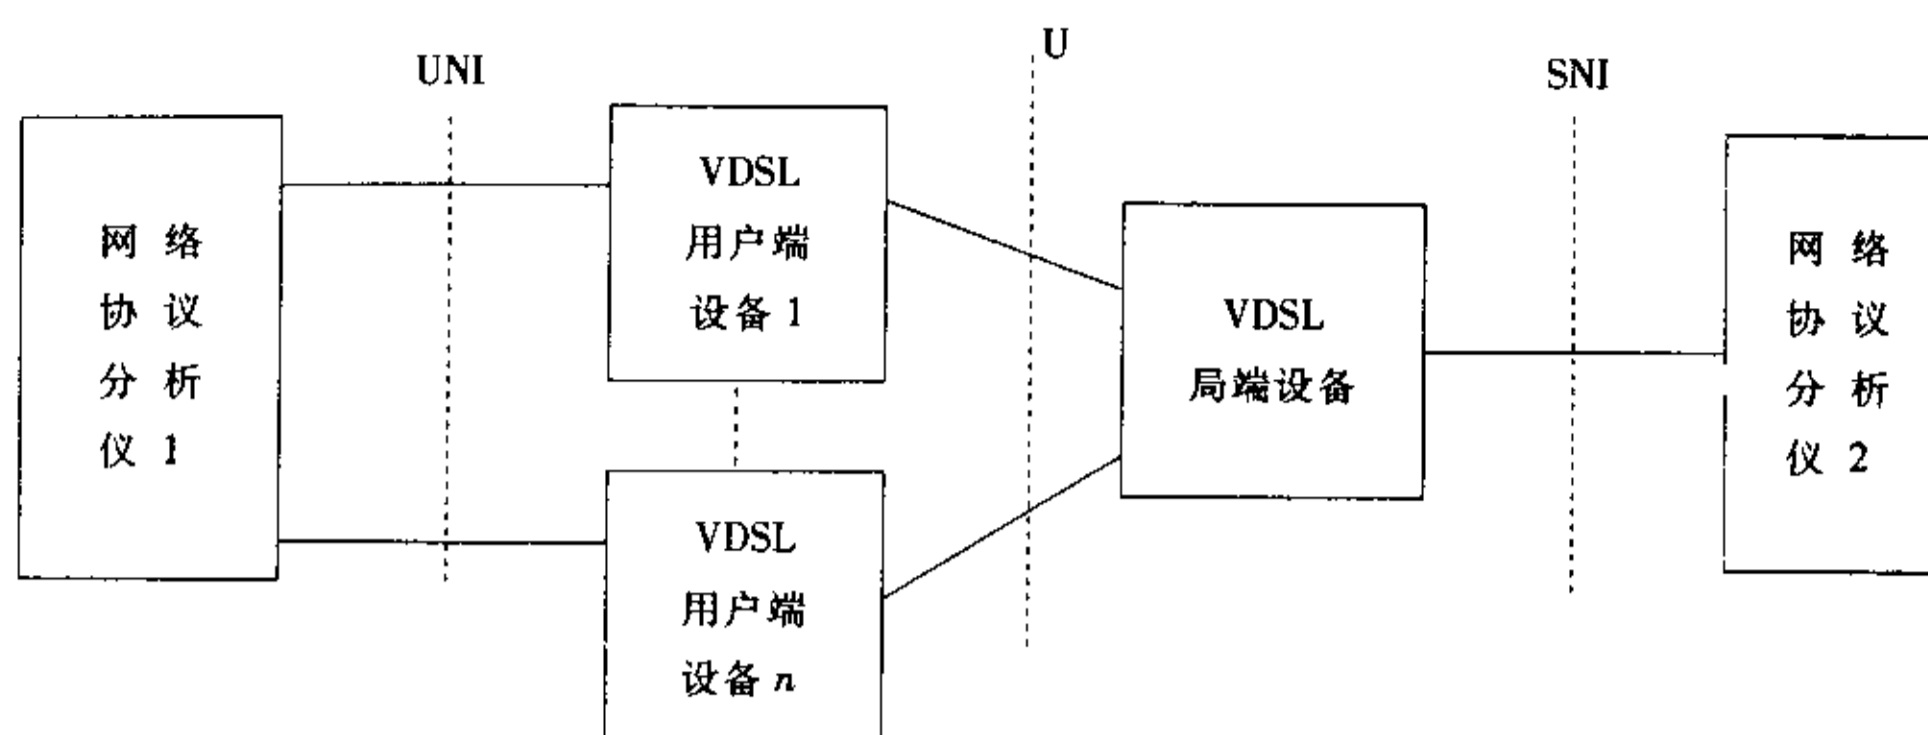 UNI
U
SNI
网 络
协 议
分 析
仪 1
VDSL
用户端
设备 1
VDSL
用户端
设备 n
VDSL
局端设备
网 络
协 议
分 析
仪 2